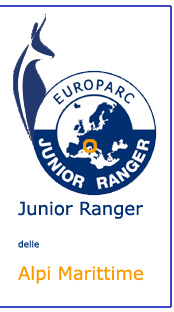 EUROPARC
JUNIOR RANGER
Junior Ranger
delle
Alpi Marittime